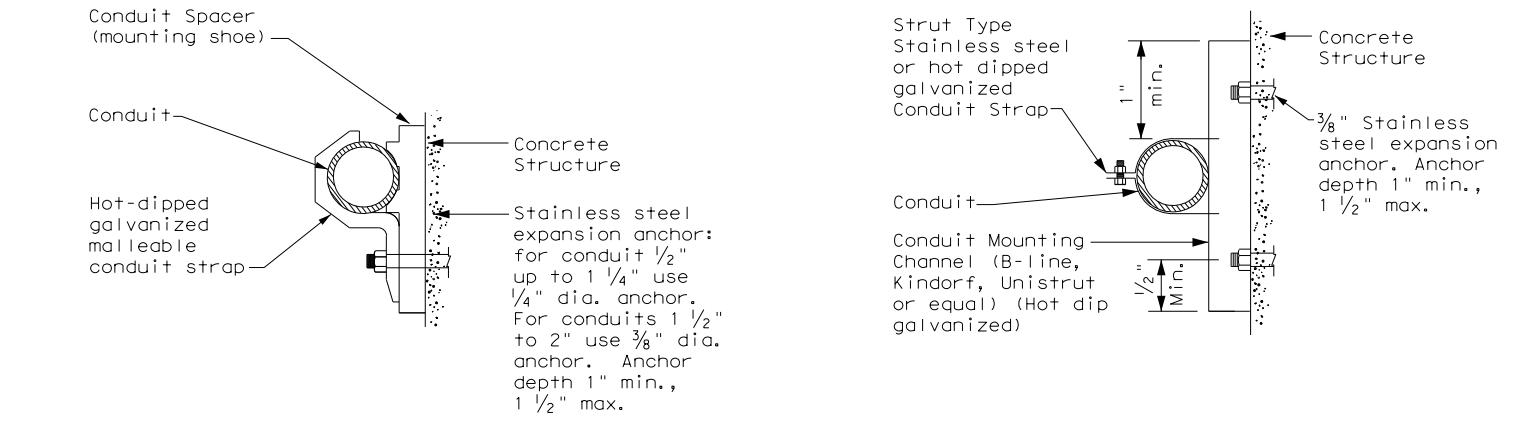 Conduit Spacer
(mounting shoe)
Conduit
Hot-dipped
galvanized
malleable
conduit strap
Concrete
Structure
Stainless steel
expansion anchor:
for conduit 1/2"
up to 1 1/4" use
1/4" dia. anchor.
For conduits 1 1/2"
to 2" use 3/8" dia.
anchor. Anchor
depth 1" min.,
1 1/2" max.
Strut Type
Stainless steel
or hot dipped
galvanized
Conduit Strap
1"
min.
Conduit
Conduit Mounting
Channel (B-line,
Kindorf, Unistrut
or equal) (Hot dip
galvanized)
1/2"
Min.
Concrete
Structure
3/8" Stainless
steel expansion
anchor. Anchor
depth 1" min.,
1 1/2" max.